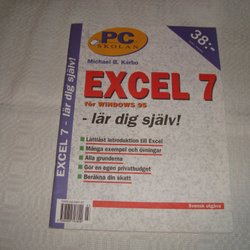 PC
SKOLAN
38:-
Michael B. Karbo
EXCEL 7
för WINDOWS 95
- lär dig själv!
Lättläst introduktion till Excel
Många exempel och övningar
Alla grunderna
Gör en egen privatbudget
Beräkna din skatt
Svensk utgåva
EXCEL 7 - lär dig själv!